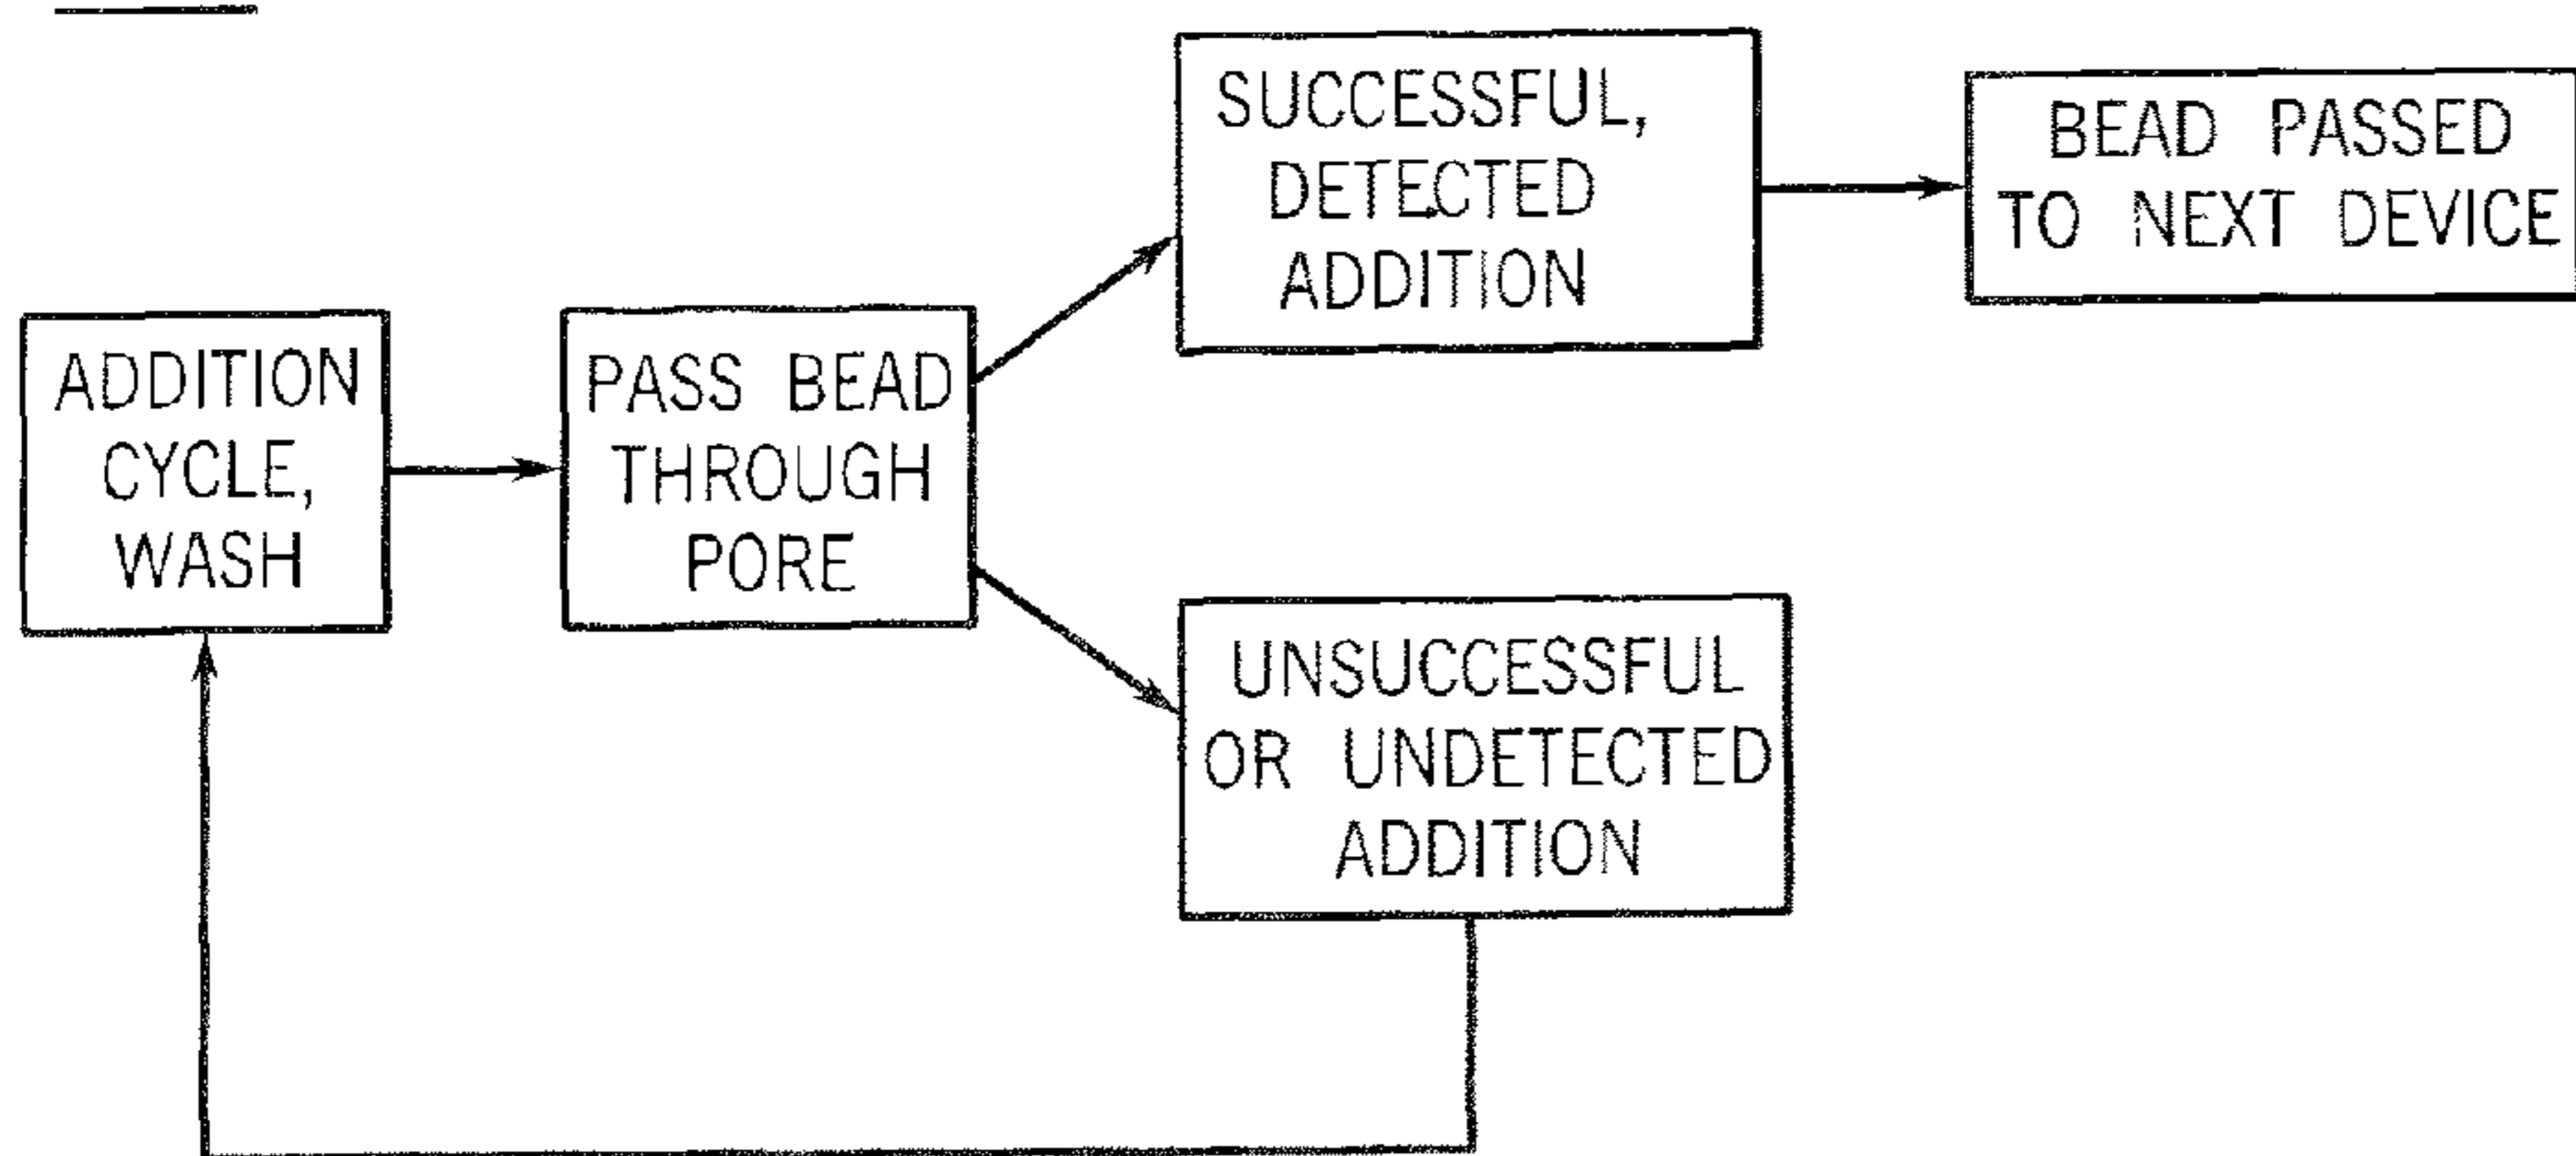 ADDITION
CYCLE,
WASH
PASS BEAD
THROUGH
PORE
SUCCESSFUL,
DETECTED
ADDITION
BEAD PASSED
TO NEXT DEVICE
UNSUCCESSFUL
OR UNDETECTED
ADDITION